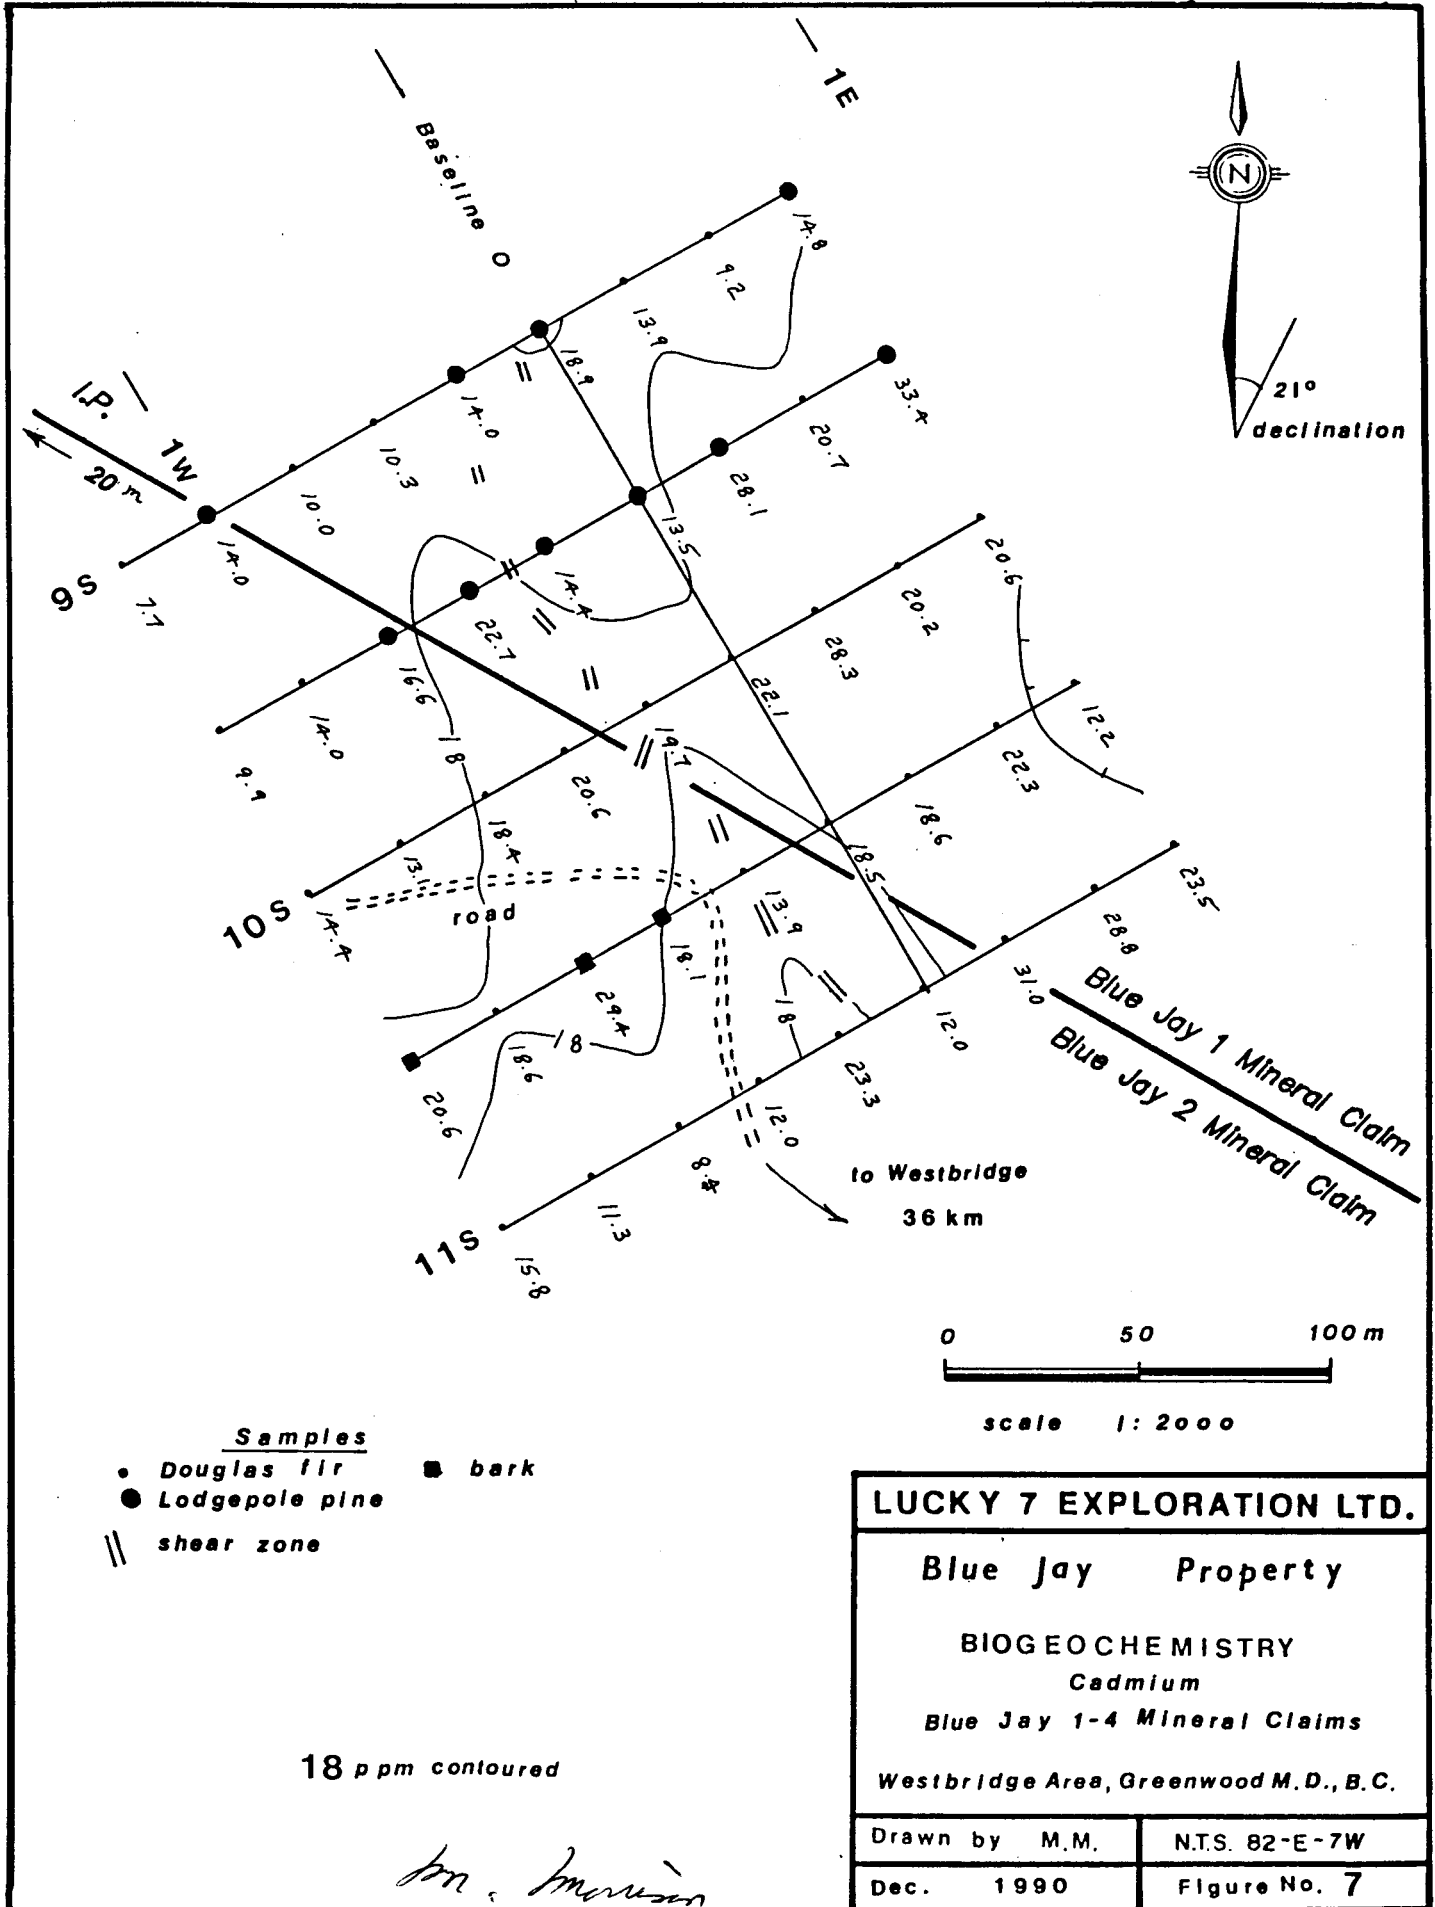 1E
Baseline 0
14.8
9.2
13.9
18.9
14.0
10.3
10.0
14.0
7.7
I.P.
1W
20 m
9S
33.4
20.7
28.1
13.5
14.4
22.7
16.6
14.0
9.9
18
20.6
20.2
28.3
22.1
19.7
20.6
18.4
13.1
14.4
10S
road
12.2
22.3
18.6
18.5
13.9
18.1
29.4
18.6
20.6
18
18
23.5
28.8
31.0
12.0
23.3
12.0
8.4
11.3
15.8
11S
N
21°
declination
Blue Jay 1 Mineral Claim
Blue Jay 2 Mineral Claim
to Westbridge
36 km
0 50 100 m
scale 1:2000
Samples
Douglas fir
bark
Lodgepole pine
shear zone
18 ppm contoured
LUCKY 7 EXPLORATION LTD.
Blue Jay Property
BIOGEOCHEMISTRY
Cadmium
Blue Jay 1-4 Mineral Claims
Westbridge Area, Greenwood M.D., B.C.
Drawn by M.M.
N.T.S. 82-E-7W
Dec. 1990
Figure No. 7
m. Morrison